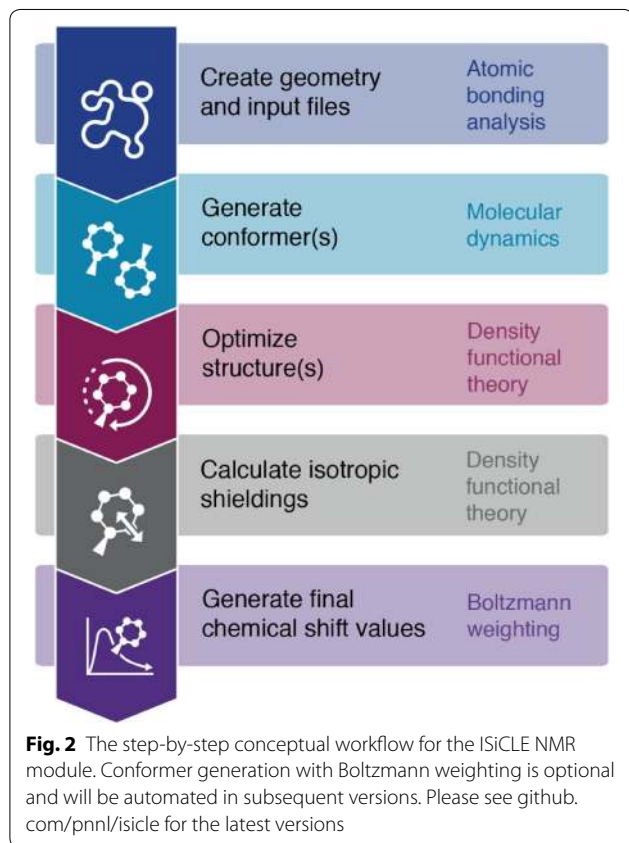 Create geometry
and input files
Atomic
bonding
analysis
Generate
conformer(s)
Molecular
dynamics
Optimize
structure(s)
Density
functional
theory
Calculate isotropic
shieldings
Density
functional
theory
Generate final
chemical shift values
Boltzmann
weighting
Fig. 2 The step-by-step conceptual workflow for the ISiCLE NMR
module. Conformer generation with Boltzmann weighting is optional
and will be automated in subsequent versions. Please see github.
com/pnnl/isicle for the latest versions